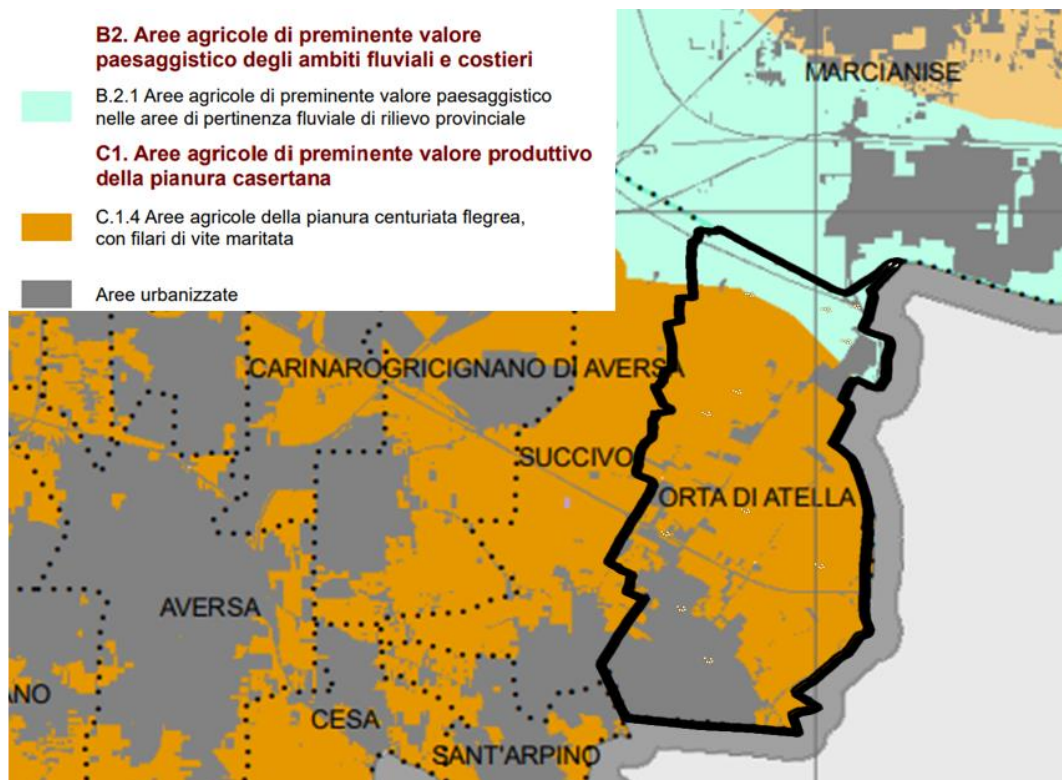 B2. Aree agricole di preminente valore
paesaggistico degli ambiti fluviali e costieri
B.2.1 Aree agricole di preminente valore paesaggistico
nelle aree di pertinenza fluviale di rilievo provinciale
C1. Aree agricole di preminente valore produttivo
della pianura casertana
C.1.4 Aree agricole della pianura centuriata flegrea,
con filari di vite maritata
Aree urbanizzate
MARCIANISE
CARINAROGRICIGNANO DI AVERSA
SUCCIVO
ORTA DI ATELLA
AVERSA
ANO
CESA
SANT'ARPINO